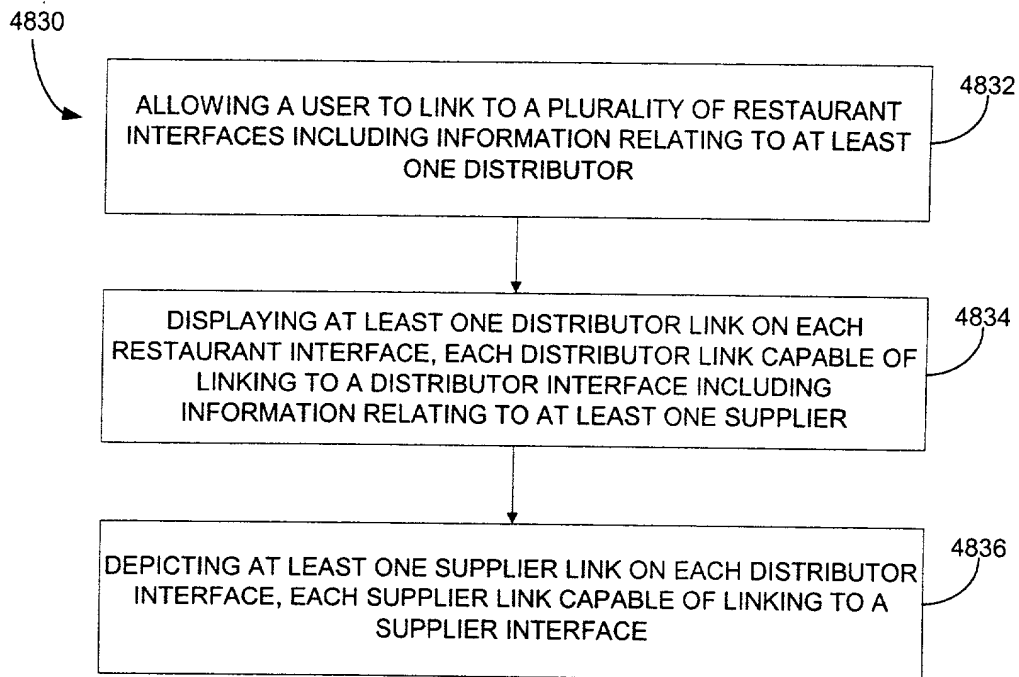 4830
4832
ALLOWING A USER TO LINK TO A PLURALITY OF RESTAURANT
INTERFACES INCLUDING INFORMATION RELATING TO AT LEAST
ONE DISTRIBUTOR
4834
DISPLAYING AT LEAST ONE DISTRIBUTOR LINK ON EACH
RESTAURANT INTERFACE, EACH DISTRIBUTOR LINK CAPABLE OF
LINKING TO A DISTRIBUTOR INTERFACE INCLUDING
INFORMATION RELATING TO AT LEAST ONE SUPPLIER
4836
DEPICTING AT LEAST ONE SUPPLIER LINK ON EACH DISTRIBUTOR
INTERFACE, EACH SUPPLIER LINK CAPABLE OF LINKING TO A
SUPPLIER INTERFACE